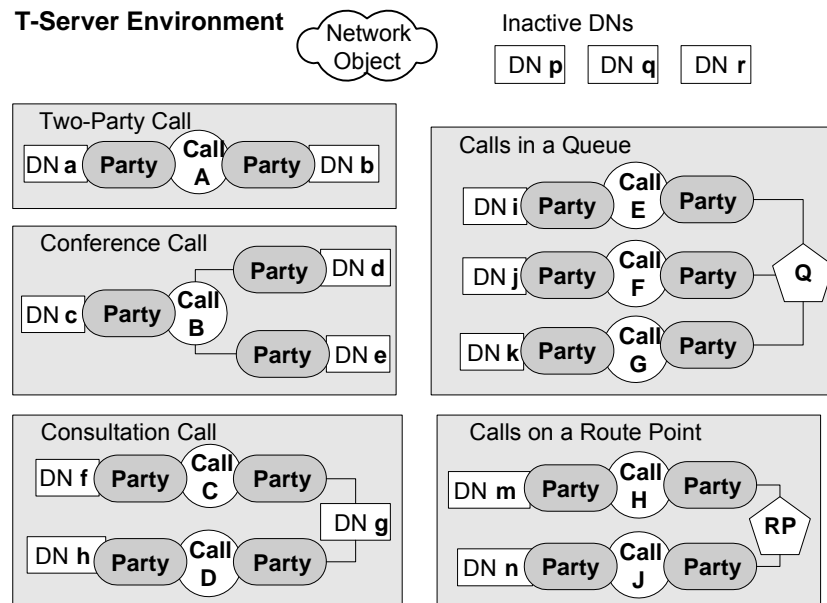 T-Server Environment
Network
Object
Inactive DNs
DN p
DN q
DN r
Two-Party Call
DN a
Party
Call
A
Party
DN b
Conference Call
DN c
Party
Call
B
Party
DN d
Party
DN e
Consultation Call
DN f
Party
Call
C
Party
DN g
DN h
Party
Call
D
Party
Calls in a Queue
DN i
Party
Call
E
Party
DN j
Party
Call
F
Party
Q
DN k
Party
Call
G
Party
Calls on a Route Point
DN m
Party
Call
H
Party
RP
DN n
Party
Call
J
Party